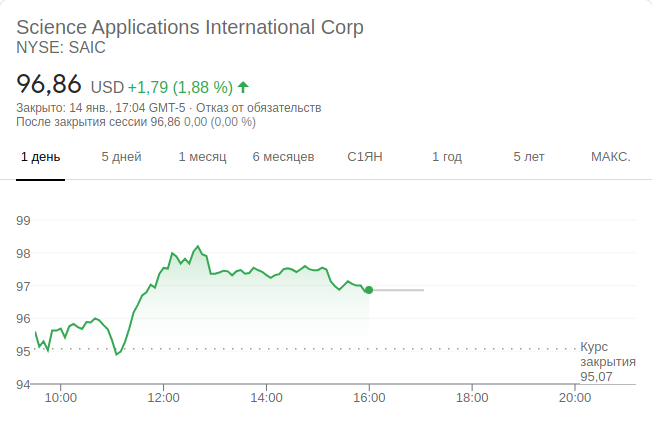 Science Applications International Corp
NYSE: SAIC
96,86 USD +1,79 (1,88 %)
Закрыто: 14 янв., 17:04 GMT-5 · Отказ от обязательств
После закрытия сессии 96,86 0,00 (0,00 %)
1 день 5 дней 1 месяц 6 месяцев С1ЯН 1 год 5 лет МАКС.
99
98
97
96
95
94
Курс
закрытия
95,07
10:00 12:00 14:00 16:00 18:00 20:00